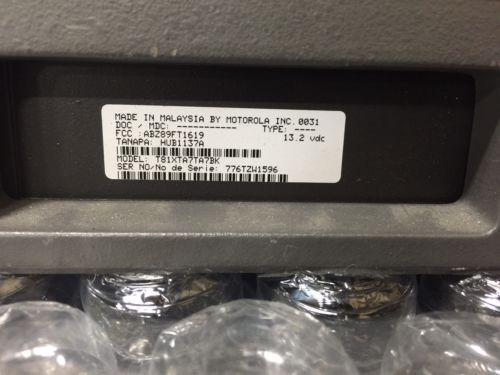 MADE IN MALAYSIA BY MOTOROLA INC. 0031
DOC / MDC: ----------- TYPE: ----
FCC :ABZ89FT1619 13.2 vdc
TANAPA: HUB1137A
MODEL: T81XTA7TA7BK
SER NO/No de Serie: 776TZW1596